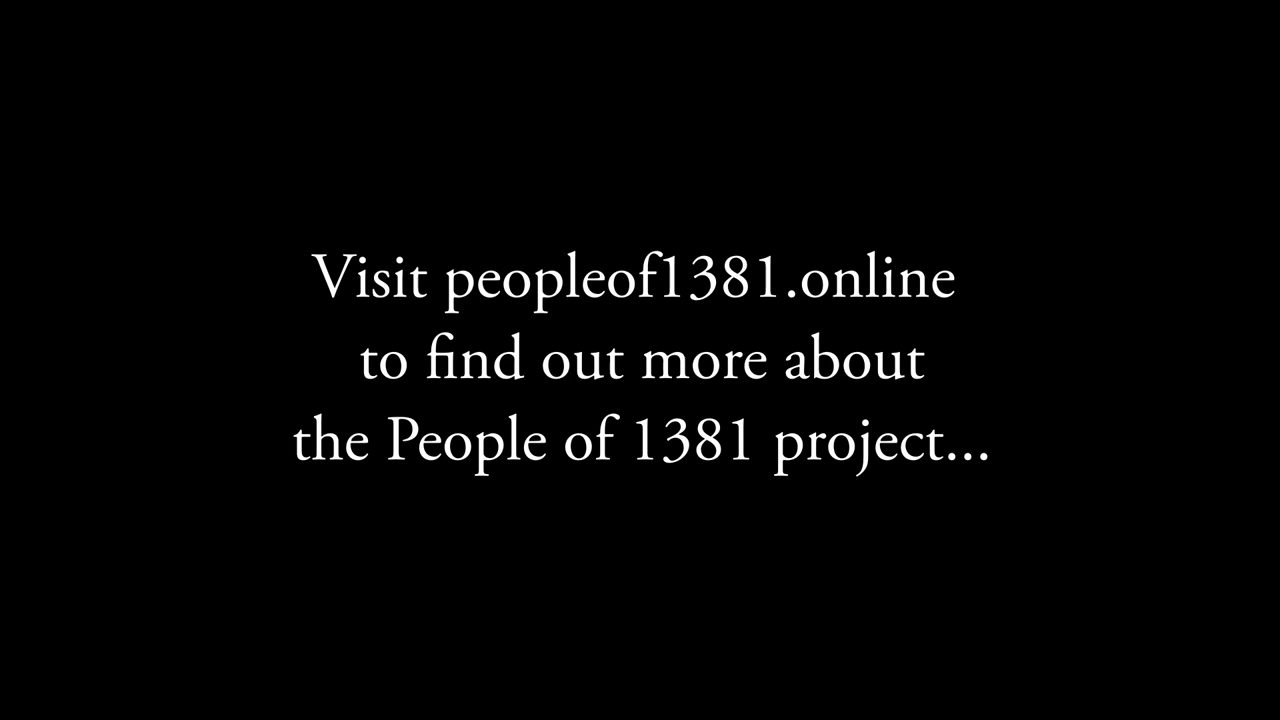 Visit peopleof1381.online
to find out more about
the People of 1381 project...